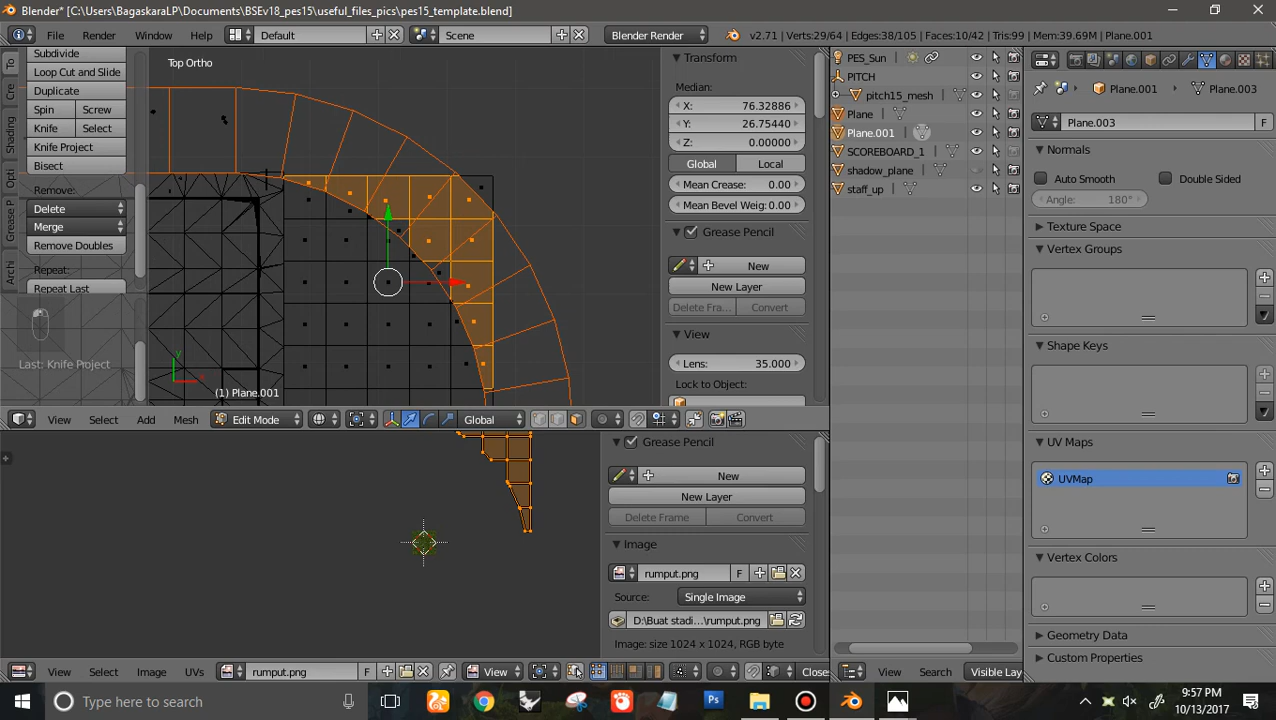 Blender* [C:\Users\BagaskaraLP\Documents\BSEv18_pes15\useful_files_pics\pes15_template.blend]
File Render Window Help Default Scene Blender Render v2.71 | Verts:29/64 | Edges:38/105 | Faces:10/42 | Tris:99 | Mem:39.69M | Plane.001
Subdivide
Loop Cut and Slide
Duplicate
Spin Screw
Knife Select
Knife Project
Bisect
Remove:
Delete
Merge
Remove Doubles
Repeat:
Repeat Last
Last: Knife Project
To
Cre
Shading
Opti
Grease P
Archi
Top Ortho
y
x
(1) Plane.001
Transform
Median:
X: 76.32886
Y: 26.75440
Z: 0.00000
Global Local
Mean Crease: 0.00
Mean Bevel Weig: 0.00
Grease Pencil
New
New Layer
Delete Fra... Convert
View
Lens: 35.000
Lock to Object:
View Select Add Mesh Edit Mode Global
Grease Pencil
New
New Layer
Delete Frame Convert
Image
rumput.png F
Source: Single Image
D:\Buat stadi...\rumput.png
Image: size 1024 x 1024, RGB byte
View Select Image UVs rumput.png F View Closes
PES_Sun
PITCH
pitch15_mesh
Plane
Plane.001
SCOREBOARD_1
shadow_plane
staff_up
View Search Visible Lay
Plane.001 Plane.003
Plane.003 F
Normals
Auto Smooth Double Sided
Angle: 180°
Texture Space
Vertex Groups
Shape Keys
UV Maps
UVMap
Vertex Colors
Geometry Data
Custom Properties
Type here to search
Ps
9:57 PM
10/13/2017